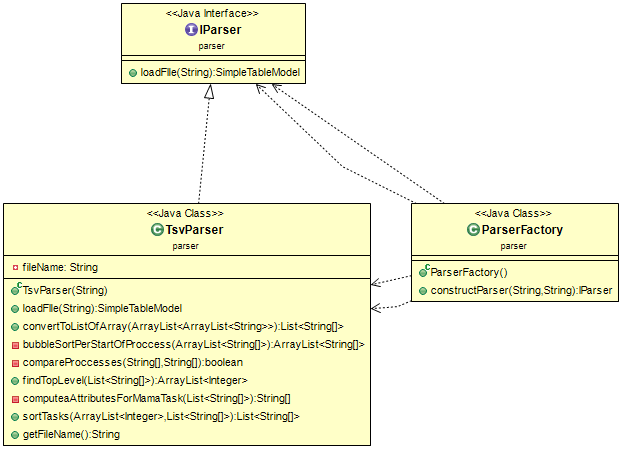 <<Java Interface>>
IParser
parser
loadFIle(String):SimpleTableModel
<<Java Class>>
TsvParser
parser
fileName: String
TsvParser(String)
loadFIle(String):SimpleTableModel
convertToListOfArray(ArrayList<ArrayList<String>>):List<String[]>
bubbleSortPerStartOfProccess(ArrayList<String[]>):ArrayList<String[]>
compareProccesses(String[],String[]):boolean
findTopLevel(List<String[]>):ArrayList<Integer>
computeaAttributesForMamaTask(List<String[]>):String[]
sortTasks(ArrayList<Integer>,List<String[]>):List<String[]>
getFileName():String
<<Java Class>>
ParserFactory
parser
ParserFactory()
constructParser(String,String):IParser